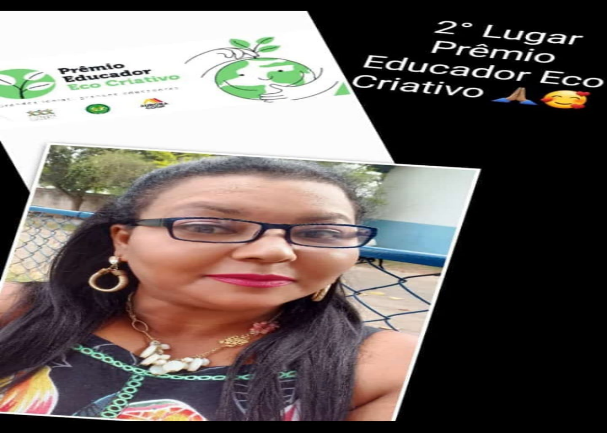 Prêmio
Educador
Eco Criativo
2° Lugar
Prêmio
Educador Eco
Criativo 🙏🏽🥰